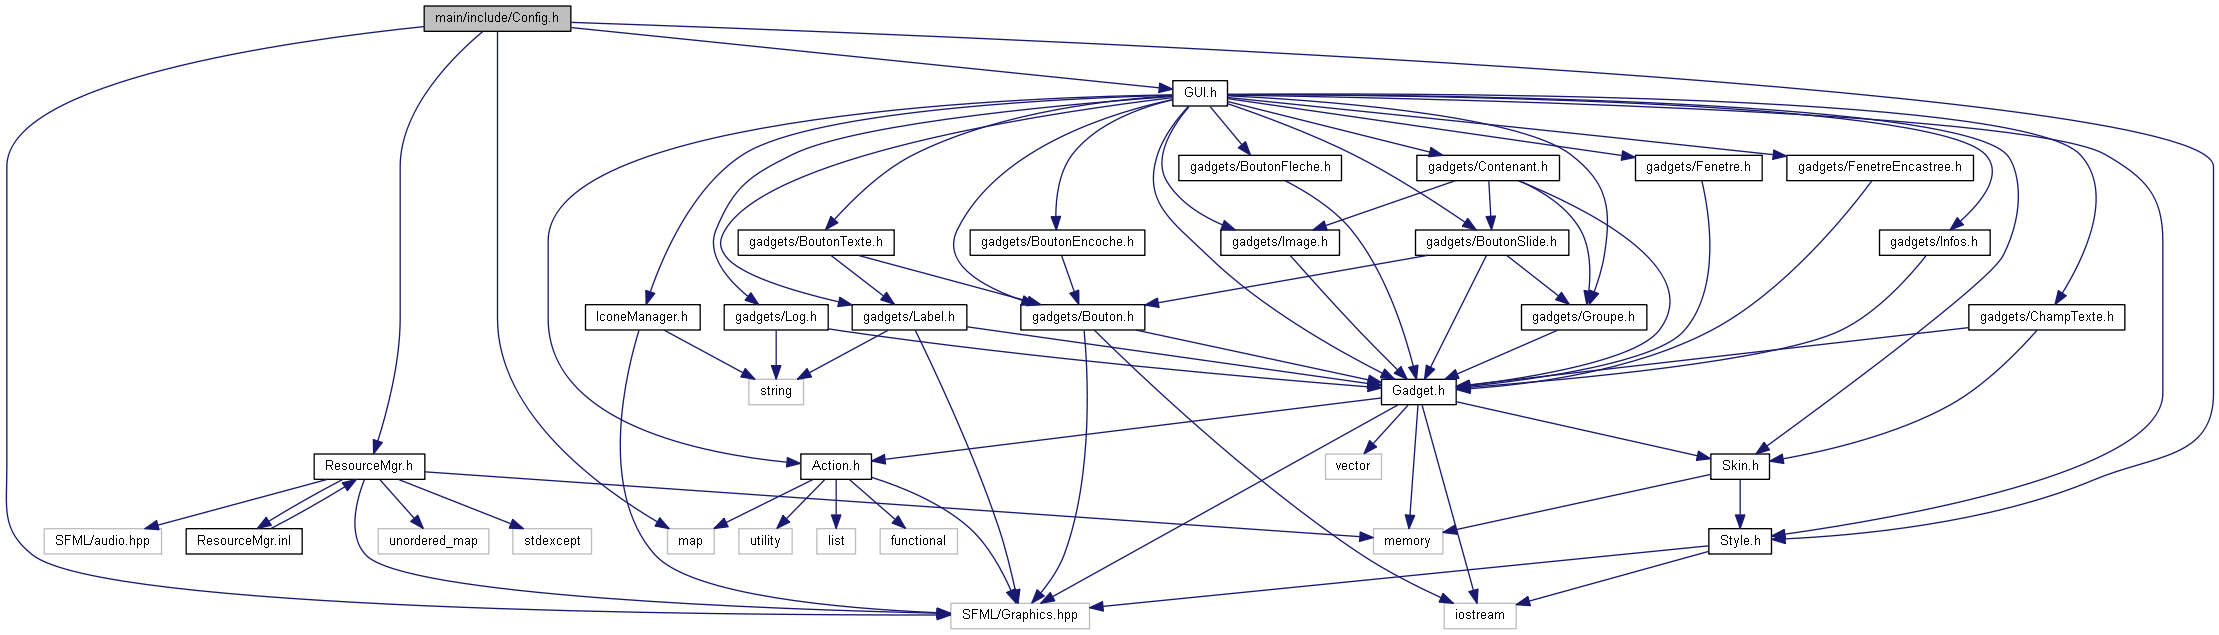 main/include/Config.h
GUI.h
gadgets/BoutonFleche.h
gadgets/Contenant.h
gadgets/Fenetre.h
gadgets/FenetreEncastree.h
gadgets/BoutonTexte.h
gadgets/BoutonEncoche.h
gadgets/Image.h
gadgets/BoutonSlide.h
gadgets/Infos.h
IconeManager.h
gadgets/Log.h
gadgets/Label.h
gadgets/Bouton.h
gadgets/Groupe.h
gadgets/ChampTexte.h
string
Gadget.h
ResourceMgr.h
Action.h
vector
Skin.h
SFML/audio.hpp
ResourceMgr.inl
unordered_map
stdexcept
map
utility
list
functional
memory
Style.h
SFML/Graphics.hpp
iostream